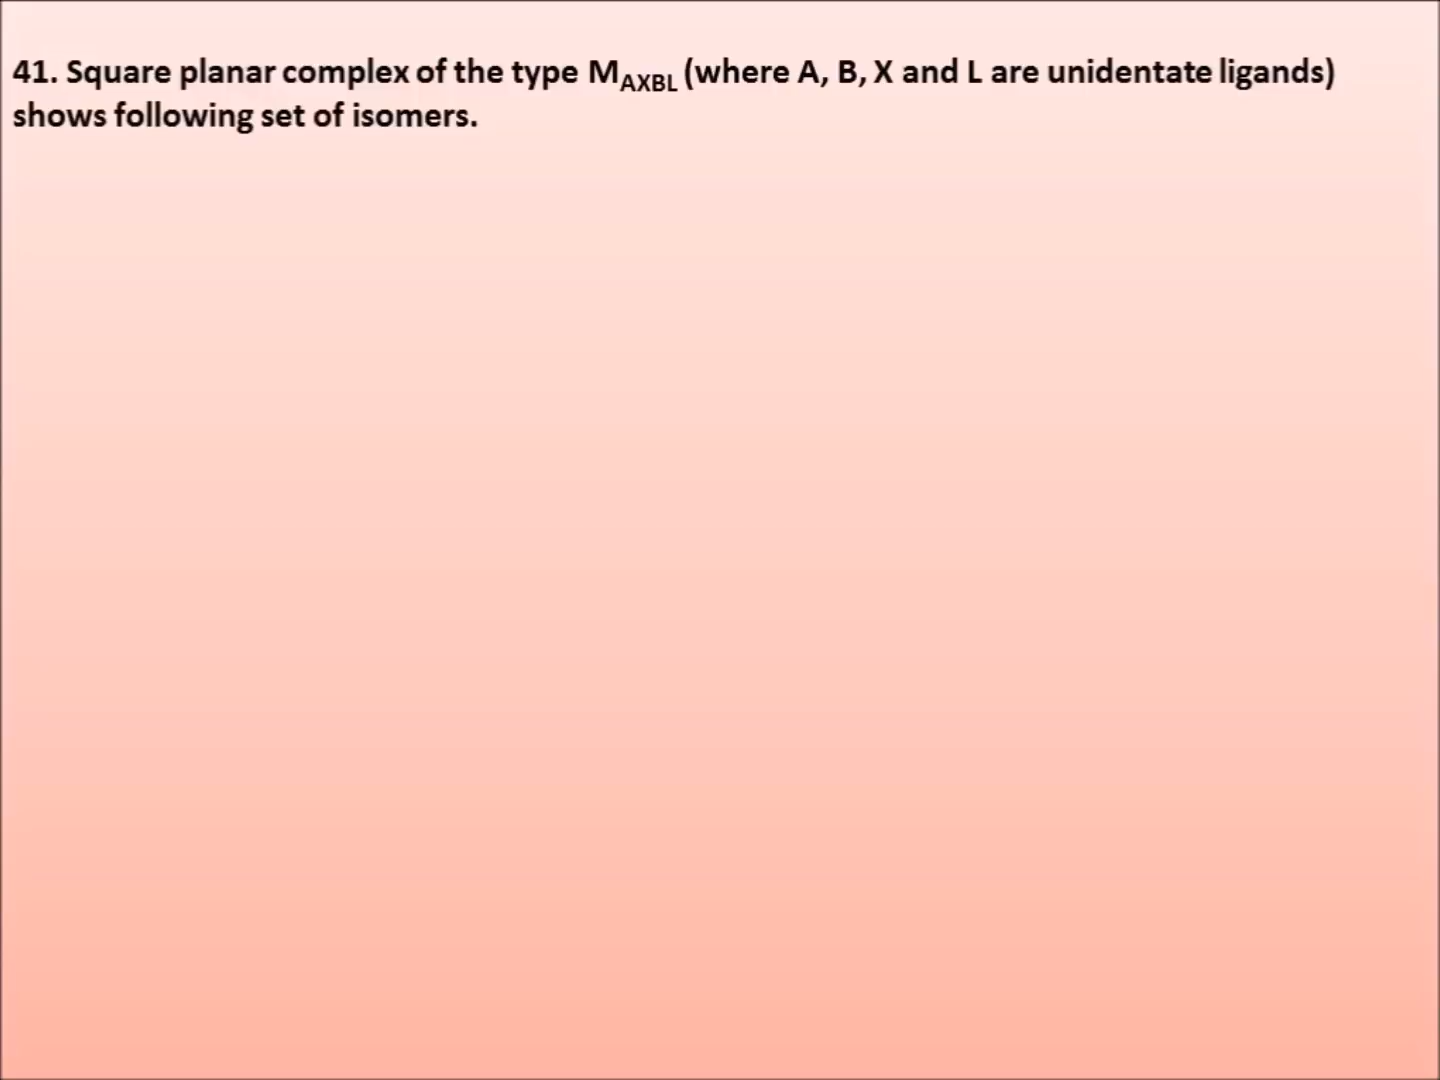 41. Square planar complex of the type MAXBL (where A, B, X and L are unidentate ligands)
shows following set of isomers.